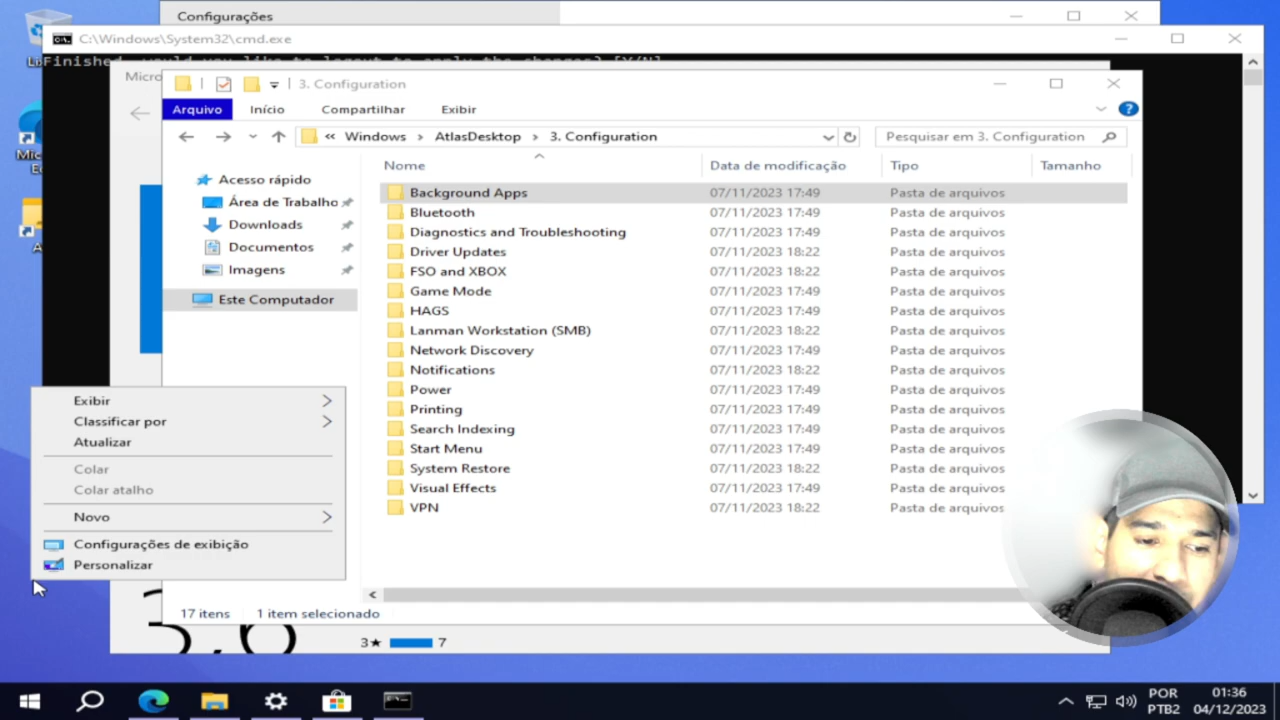 Configurações
C:\Windows\System32\cmd.exe
Finished, would you like to logout to apply the changes? [Y/N]
Micro
3. Configuration
Arquivo Início Compartilhar Exibir
« Windows › AtlasDesktop › 3. Configuration
Pesquisar em 3. Configuration
Nome Data de modificação Tipo Tamanho
Acesso rápido
Área de Trabalho
Downloads
Documentos
Imagens
Este Computador
Background Apps 07/11/2023 17:49 Pasta de arquivos
Bluetooth 07/11/2023 17:49 Pasta de arquivos
Diagnostics and Troubleshooting 07/11/2023 17:49 Pasta de arquivos
Driver Updates 07/11/2023 18:22 Pasta de arquivos
FSO and XBOX 07/11/2023 18:22 Pasta de arquivos
Game Mode 07/11/2023 17:49 Pasta de arquivos
HAGS 07/11/2023 17:49 Pasta de arquivos
Lanman Workstation (SMB) 07/11/2023 18:22 Pasta de arquivos
Network Discovery 07/11/2023 17:49 Pasta de arquivos
Notifications 07/11/2023 18:22 Pasta de arquivos
Power 07/11/2023 17:49 Pasta de arquivos
Printing 07/11/2023 17:49 Pasta de arquivos
Search Indexing 07/11/2023 17:49 Pasta de arquivos
Start Menu 07/11/2023 17:49 Pasta de arquivos
System Restore 07/11/2023 18:22 Pasta de arquivos
Visual Effects 07/11/2023 17:49 Pasta de arquivos
VPN 07/11/2023 18:22 Pasta de arquivos
Exibir
Classificar por
Atualizar
Colar
Colar atalho
Novo
Configurações de exibição
Personalizar
17 itens 1 item selecionado
3,6
3★ 7
POR
PTB2
01:36
04/12/2023